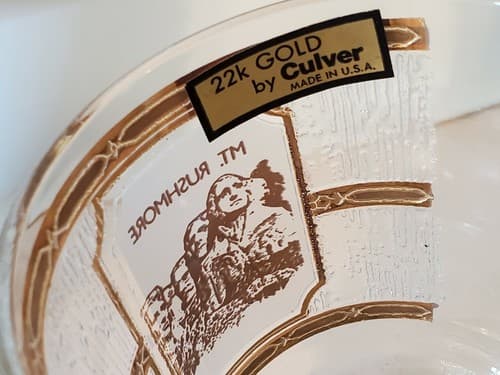 22k GOLD
by Culver
MADE IN U.S.A.
MT. RUSHMORE